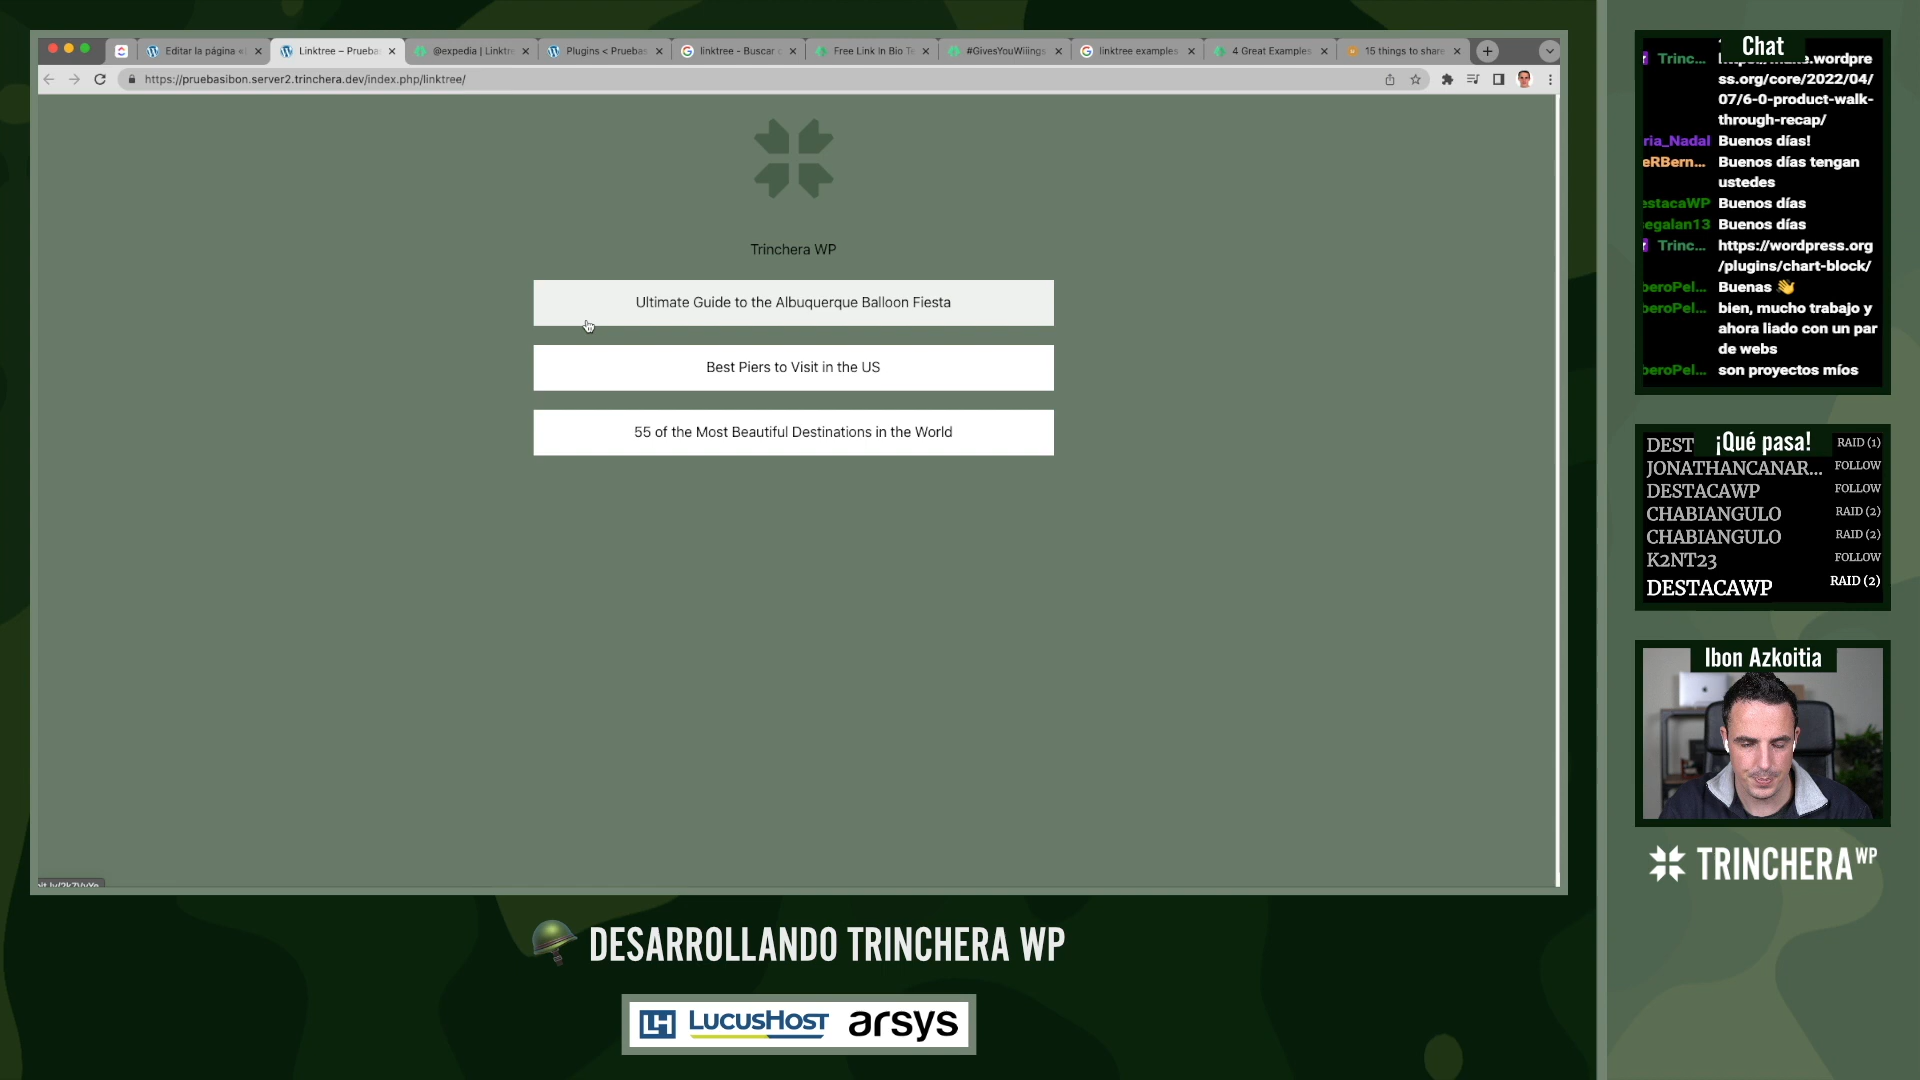 Editar la página «
Linktree – Prueba
@expedia | Linktre
Plugins < Pruebas
linktree - Buscar
Free Link In Bio Te
#GivesYouWiiings
linktree examples
4 Great Examples
15 things to share
https://pruebasibon.server2.trinchera.dev/index.php/linktree/
Trinchera WP
Ultimate Guide to the Albuquerque Balloon Fiesta
Best Piers to Visit in the US
55 of the Most Beautiful Destinations in the World
DESARROLLANDO TRINCHERA WP
LH LUCUSHOST arsys
Chat
Trinc... .wordpre
ss.org/core/2022/04/
07/6-0-product-walk-
through-recap/
ria_Nadal Buenos días!
eRBern... Buenos días tengan
ustedes
estacaWP Buenos días
egalan13 Buenos días
Trinc... https://wordpress.org
/plugins/chart-block/
beroPel... Buenas 👋
beroPel... bien, mucho trabajo y
ahora liado con un par
de webs
beroPel... son proyectos míos
¡Qué pasa!
DEST RAID (1)
JONATHANCANAR... FOLLOW
DESTACAWP FOLLOW
CHABIANGULO RAID (2)
CHABIANGULO RAID (2)
K2NT23 FOLLOW
DESTACAWP RAID (2)
Ibon Azkoitia
TRINCHERA WP